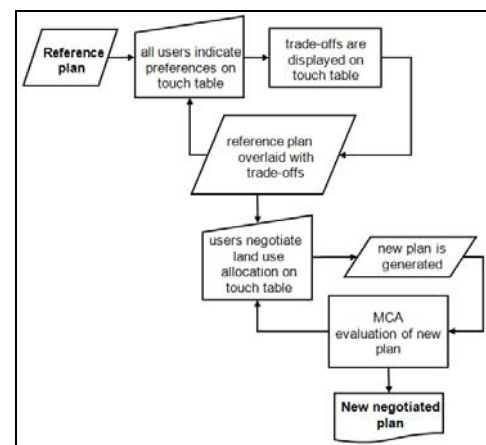 Reference
plan
all users indicate
preferences on
touch table
trade-offs are
displayed on
touch table
reference plan
overlaid with
trade-offs
users negotiate
land use
allocation on
touch table
new plan is
generated
MCA
evaluation of new
plan
New negotiated
plan